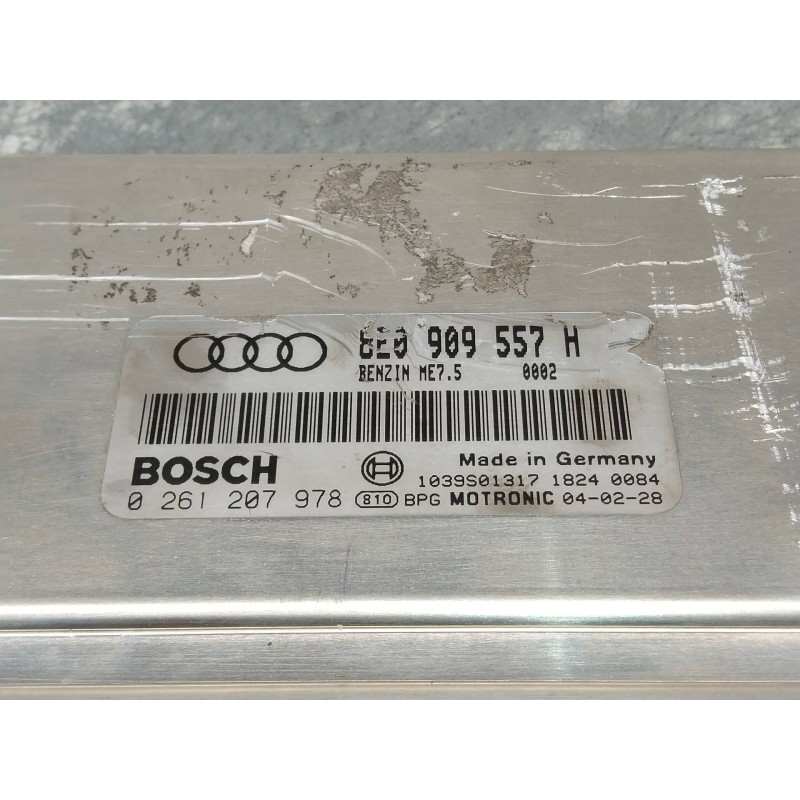 8E0 909 557 H
BENZIN ME7.5 0002
BOSCH Made in Germany
1039S01317 1824 0084
0 261 207 978 810 BPG MOTRONIC 04-02-28